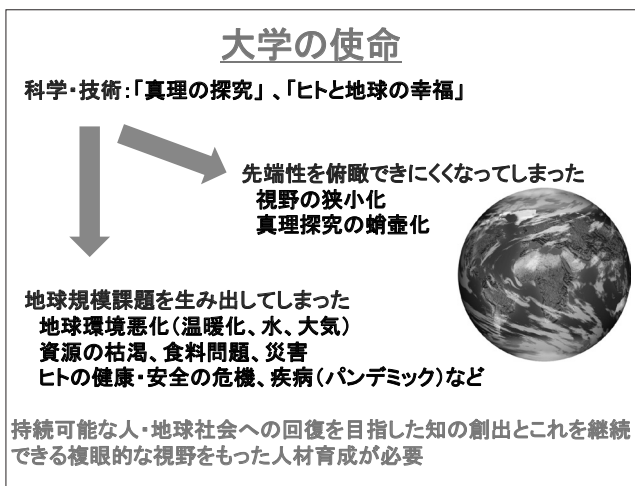 大学の使命
科学・技術：「真理の探究」、「ヒトと地球の幸福」
先端性を俯瞰できにくくなってしまった
視野の狭小化
真理探究の蛸壷化
地球規模課題を生み出してしまった
地球環境悪化（温暖化、水、大気）
資源の枯渇、食料問題、災害
ヒトの健康・安全の危機、疾病（パンデミック）など
持続可能な人・地球社会への回復を目指した知の創出とこれを継続
できる複眼的な視野をもった人材育成が必要